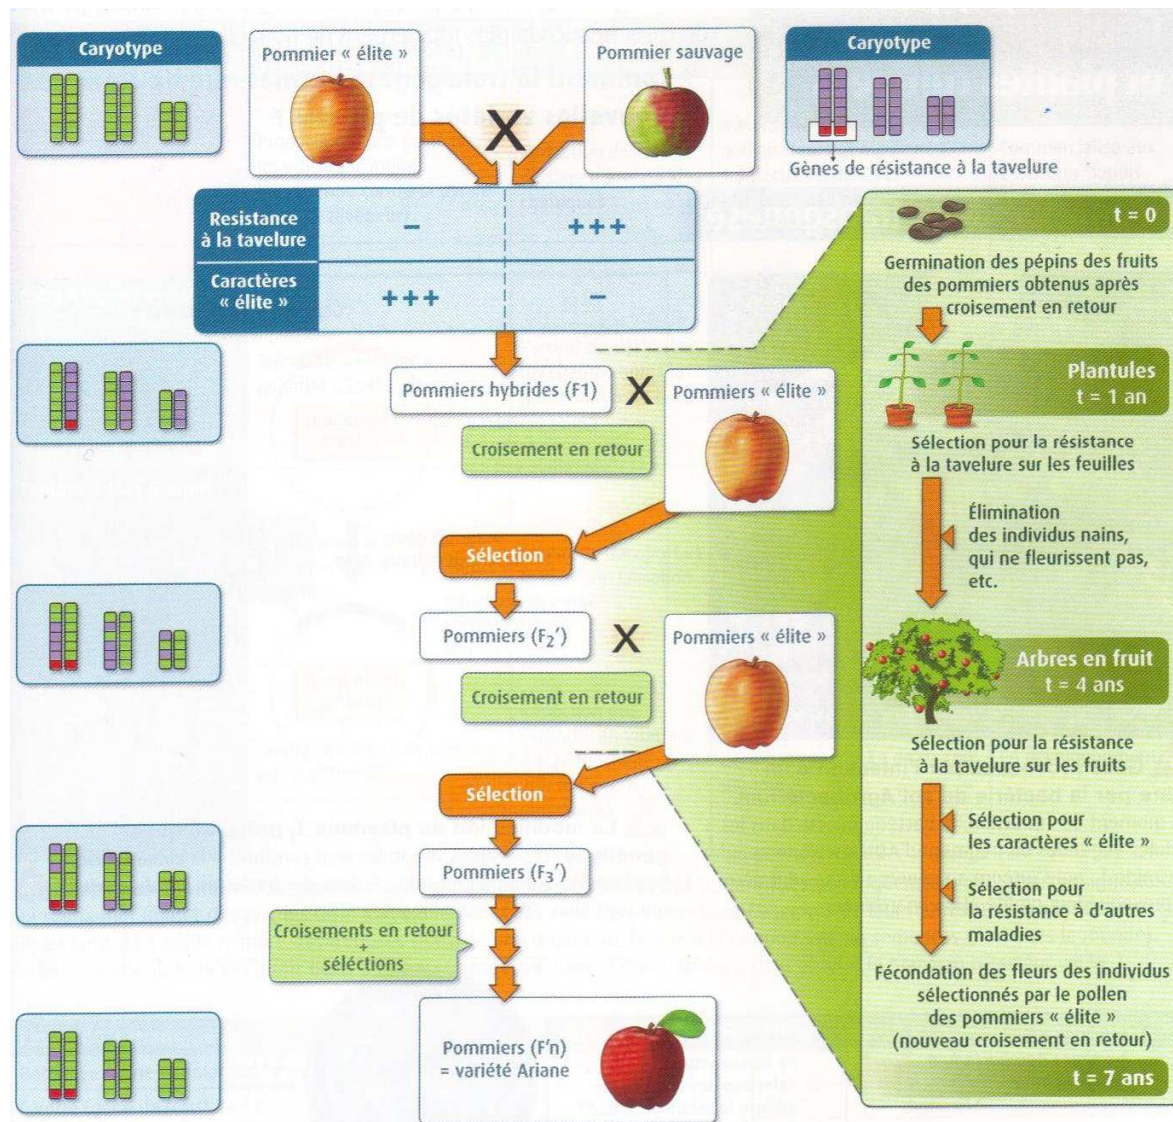 Caryotype
Pommier « élite »
X
Pommier sauvage
Caryotype
Gènes de résistance à la tavelure
Resistance
à la tavelure
–
+++
Caractères
« élite »
+++
–
Pommiers hybrides (F1)
X
Pommiers « élite »
Croisement en retour
Sélection
Pommiers (F2')
X
Pommiers « élite »
Croisement en retour
Sélection
Pommiers (F3')
Croisements en retour
+
séléctions
Pommiers (F'n)
= variété Ariane
t = 0
Germination des pépins des fruits
des pommiers obtenus après
croisement en retour
Plantules
t = 1 an
Sélection pour la résistance
à la tavelure sur les feuilles
Élimination
des individus nains,
qui ne fleurissent pas,
etc.
Arbres en fruit
t = 4 ans
Sélection pour la résistance
à la tavelure sur les fruits
Sélection pour
les caractères « élite »
Sélection pour
la résistance à d'autres
maladies
Fécondation des fleurs des individus
sélectionnés par le pollen
des pommiers « élite »
(nouveau croisement en retour)
t = 7 ans